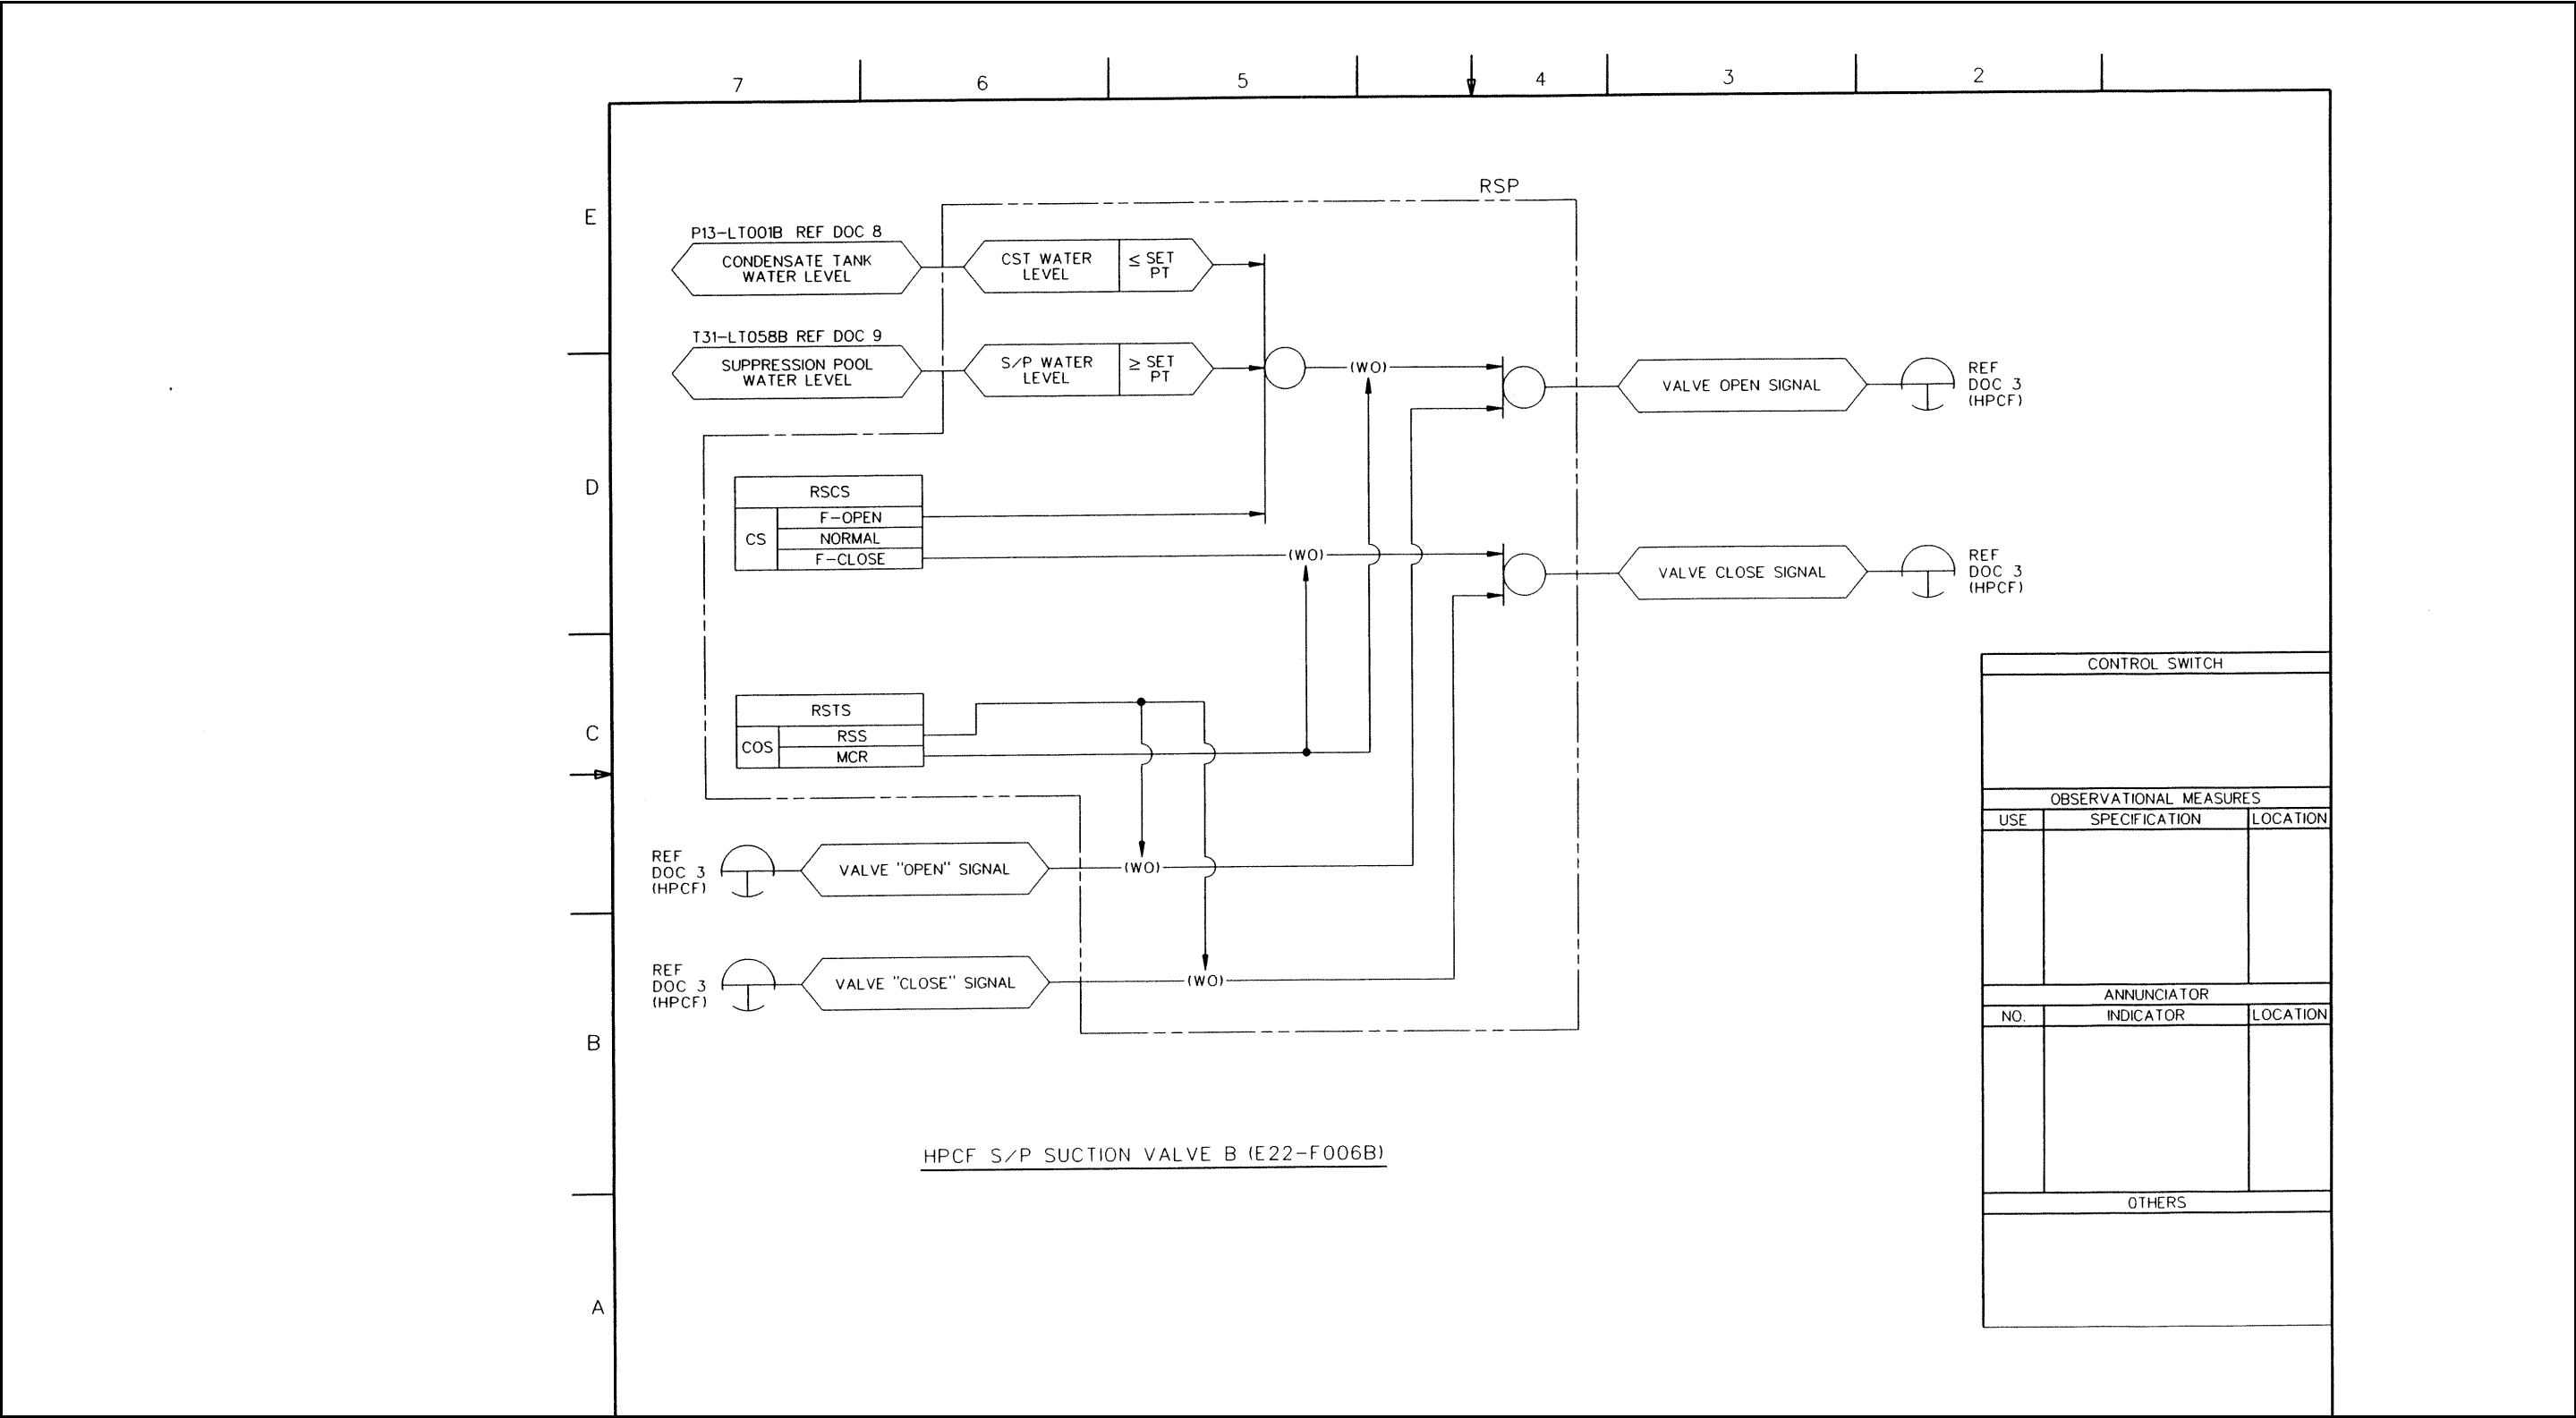 7
6
5
4
3
2
E
D
C
B
A
RSP
P13-LT001B REF DOC 8
CONDENSATE TANK
WATER LEVEL
CST WATER
LEVEL
≤ SET
PT
T31-LT058B REF DOC 9
SUPPRESSION POOL
WATER LEVEL
S/P WATER
LEVEL
≥ SET
PT
(WO)
VALVE OPEN SIGNAL
REF
DOC 3
(HPCF)
RSCS
CS
F-OPEN
NORMAL
F-CLOSE
(WO)
VALVE CLOSE SIGNAL
REF
DOC 3
(HPCF)
RSTS
COS
RSS
MCR
REF
DOC 3
(HPCF)
VALVE "OPEN" SIGNAL
(WO)
REF
DOC 3
(HPCF)
VALVE "CLOSE" SIGNAL
(WO)
HPCF S/P SUCTION VALVE B (E22-F006B)
CONTROL SWITCH
OBSERVATIONAL MEASURES
USE SPECIFICATION LOCATION
ANNUNCIATOR
NO. INDICATOR LOCATION
OTHERS